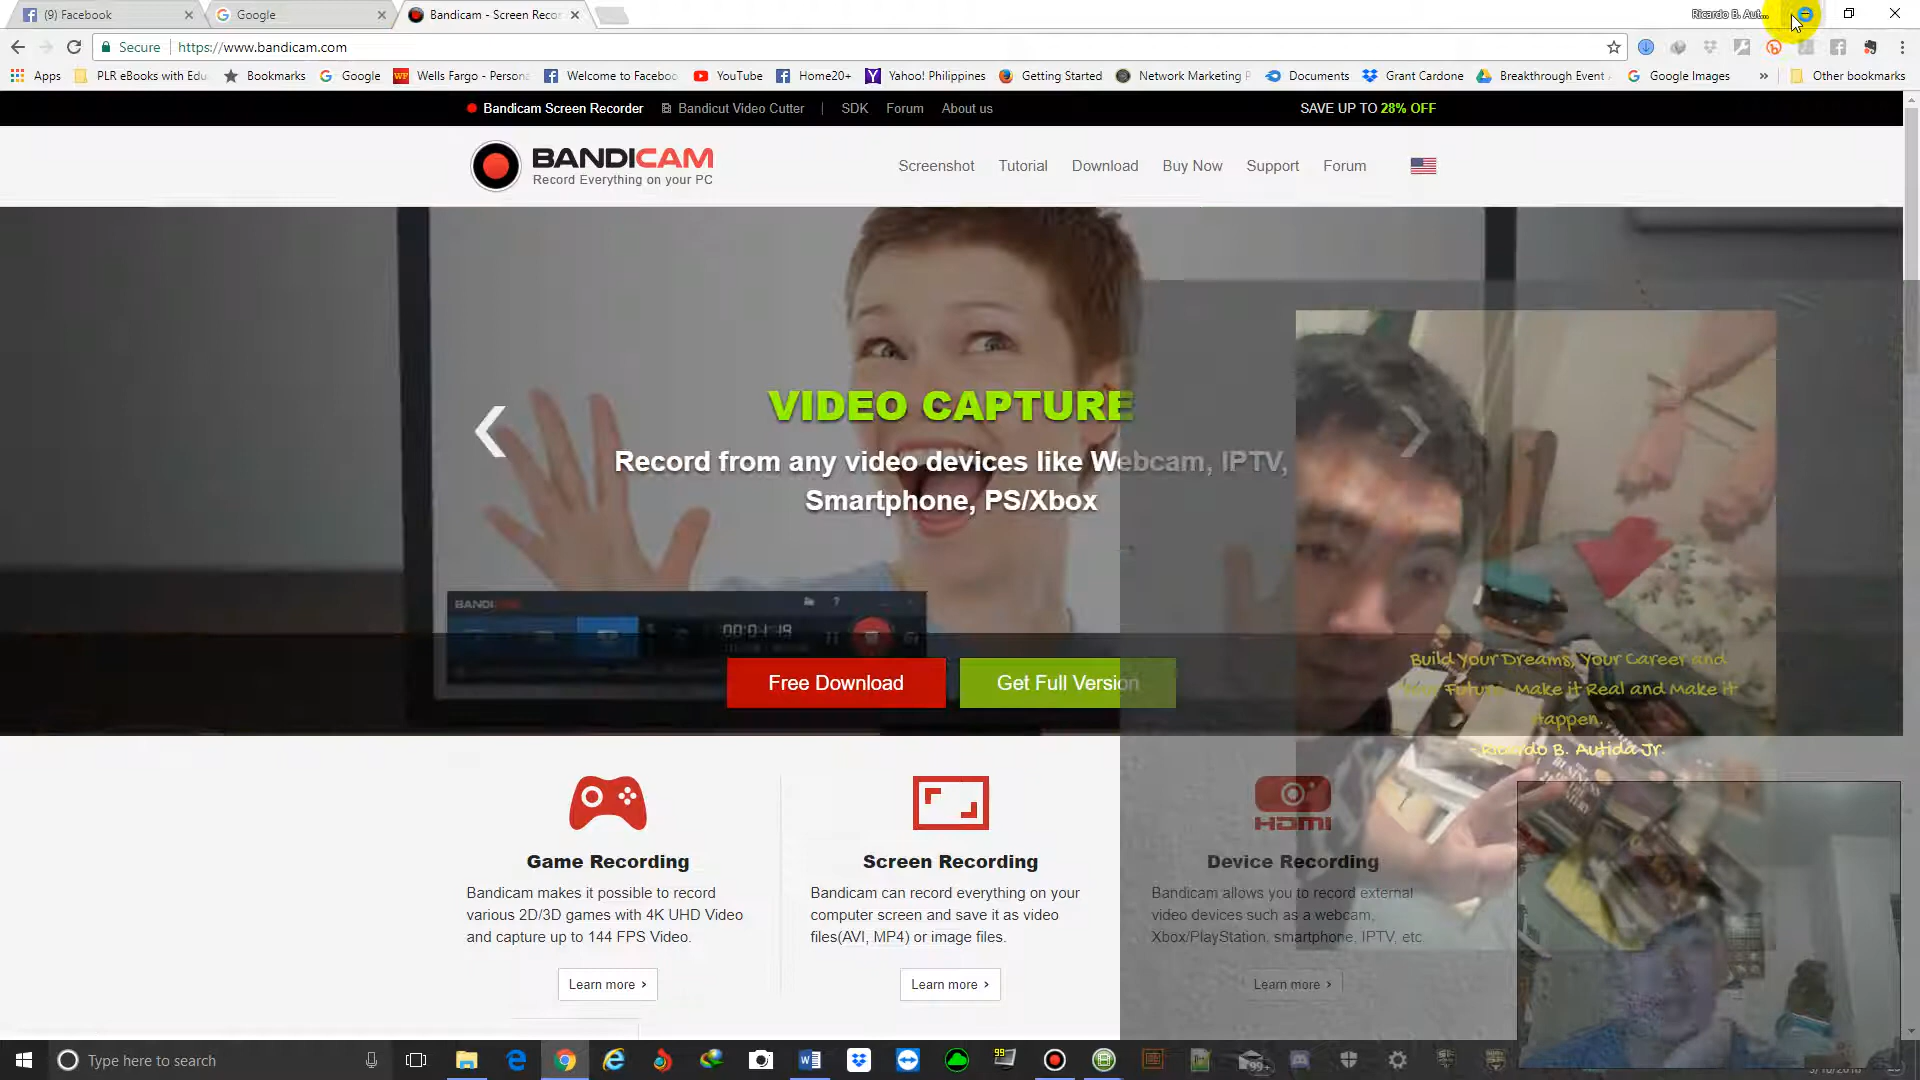 (9) Facebook
Google
Bandicam - Screen Reco
Ricardo B. Aut...
Secure
https://www.bandicam.com
Apps
PLR eBooks with Edu
Bookmarks
Google
Wells Fargo - Persona
Welcome to Faceboo
YouTube
Home20+
Yahoo! Philippines
Getting Started
Network Marketing P
Documents
Grant Cardone
Breakthrough Event
Google Images
»
Other bookmarks
Bandicam Screen Recorder
Bandicut Video Cutter
SDK
Forum
About us
SAVE UP TO 28% OFF
BANDICAM
Record Everything on your PC
Screenshot
Tutorial
Download
Buy Now
Support
Forum
VIDEO CAPTURE
Record from any video devices like Webcam, IPTV,
Smartphone, PS/Xbox
BANDICAM
00:01:19
Free Download
Get Full Version
Build Your Dreams, Your Career and
Your Future. Make it Real and Make it
Happen.
- Ricardo B. Autida Jr.
HDMI
Game Recording
Bandicam makes it possible to record
various 2D/3D games with 4K UHD Video
and capture up to 144 FPS Video.
Learn more ›
Screen Recording
Bandicam can record everything on your
computer screen and save it as video
files(AVI, MP4) or image files.
Learn more ›
Device Recording
Bandicam allows you to record external
video devices such as a webcam,
Xbox/PlayStation, smartphone, IPTV, etc.
Learn more ›
Type here to search
99
99+